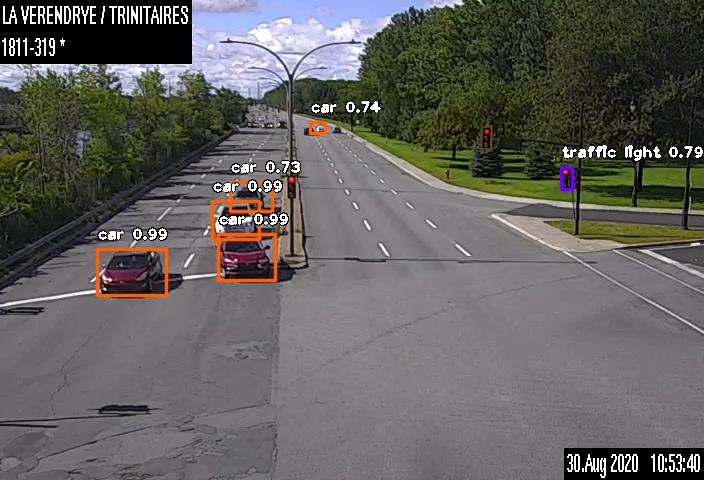 LA VERENDRYE / TRINITAIRES
1811-319 *
car 0.74
traffic light 0.79
car 0.73
car 0.99
car 0.99
car 0.99
30.Aug 2020 10:53:40